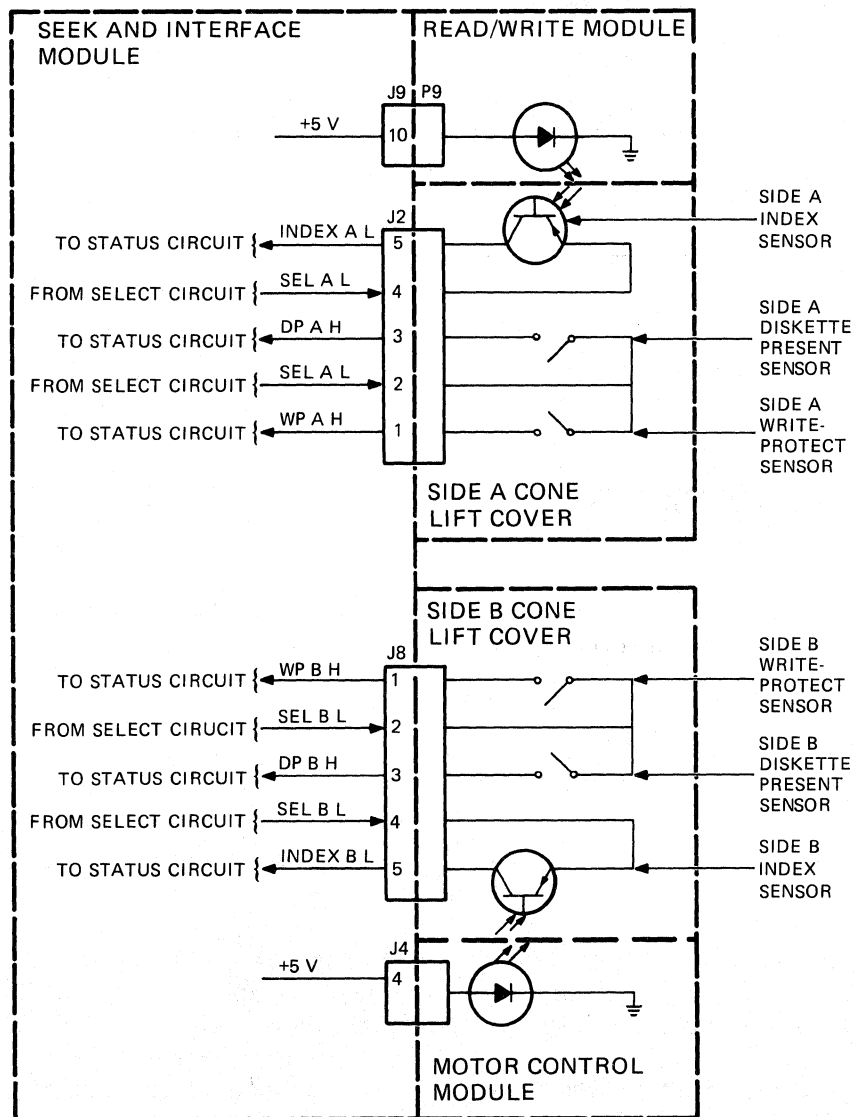 SEEK AND INTERFACE
MODULE
READ/WRITE MODULE
J9 P9
+5 V
10
SIDE A
INDEX
SENSOR
J2
TO STATUS CIRCUIT { INDEX A L 5
FROM SELECT CIRCUIT { SEL A L 4
TO STATUS CIRCUIT { DP A H 3
SIDE A
DISKETTE
PRESENT
SENSOR
FROM SELECT CIRCUIT { SEL A L 2
TO STATUS CIRCUIT { WP A H 1
SIDE A
WRITE-
PROTECT
SENSOR
SIDE A CONE
LIFT COVER
SIDE B CONE
LIFT COVER
J8
TO STATUS CIRCUIT { WP B H 1
SIDE B
WRITE-
PROTECT
SENSOR
FROM SELECT CIRUCIT { SEL B L 2
TO STATUS CIRCUIT { DP B H 3
SIDE B
DISKETTE
PRESENT
SENSOR
FROM SELECT CIRCUIT { SEL B L 4
TO STATUS CIRCUIT { INDEX B L 5
SIDE B
INDEX
SENSOR
J4
+5 V
4
MOTOR CONTROL
MODULE